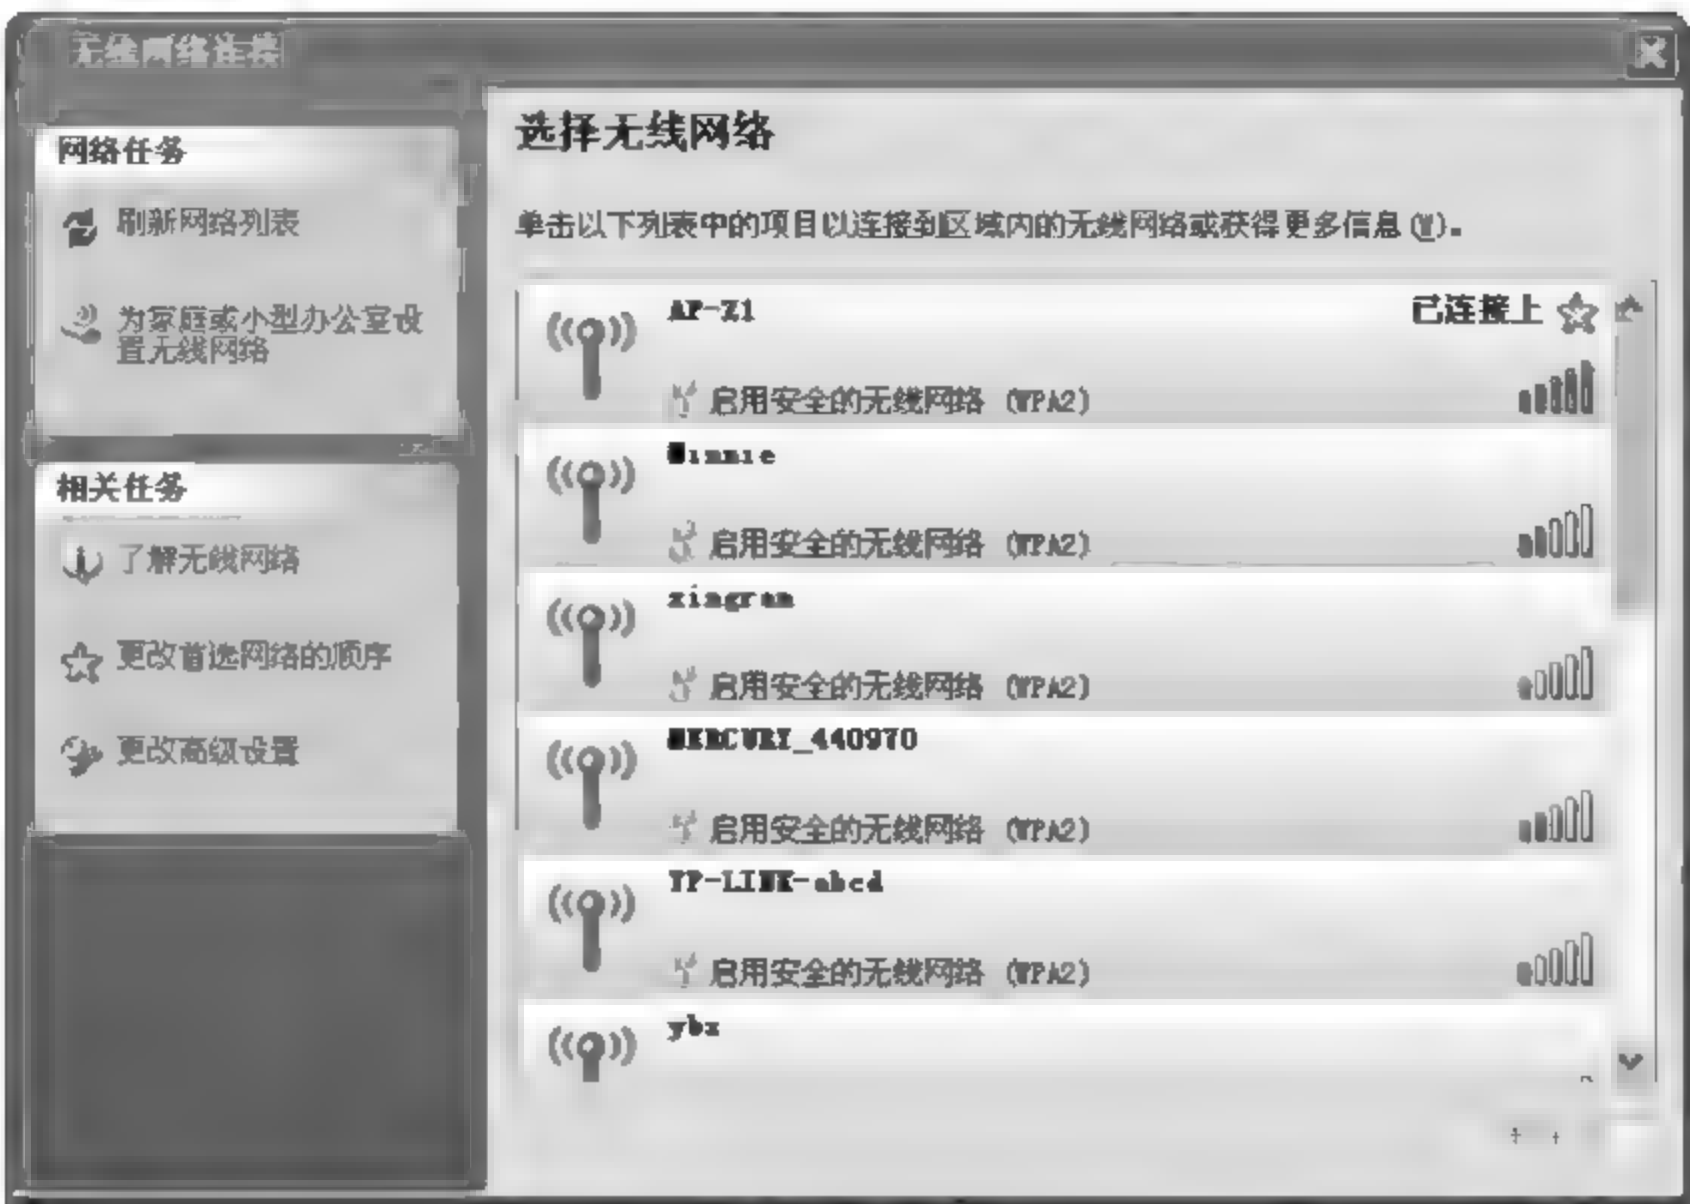 无线网络连接
网络任务
刷新网络列表
为家庭或小型办公室设
置无线网络
相关任务
了解无线网络
更改首选网络的顺序
更改高级设置
选择无线网络
单击以下列表中的项目以连接到区域内的无线网络或获得更多信息(W)。
AP-Z1
已连接上
启用安全的无线网络 (WPA2)
启用安全的无线网络 (WPA2)
启用安全的无线网络 (WPA2)
MERCURY_440970
启用安全的无线网络 (WPA2)
TP-LINK-abcd
启用安全的无线网络 (WPA2)